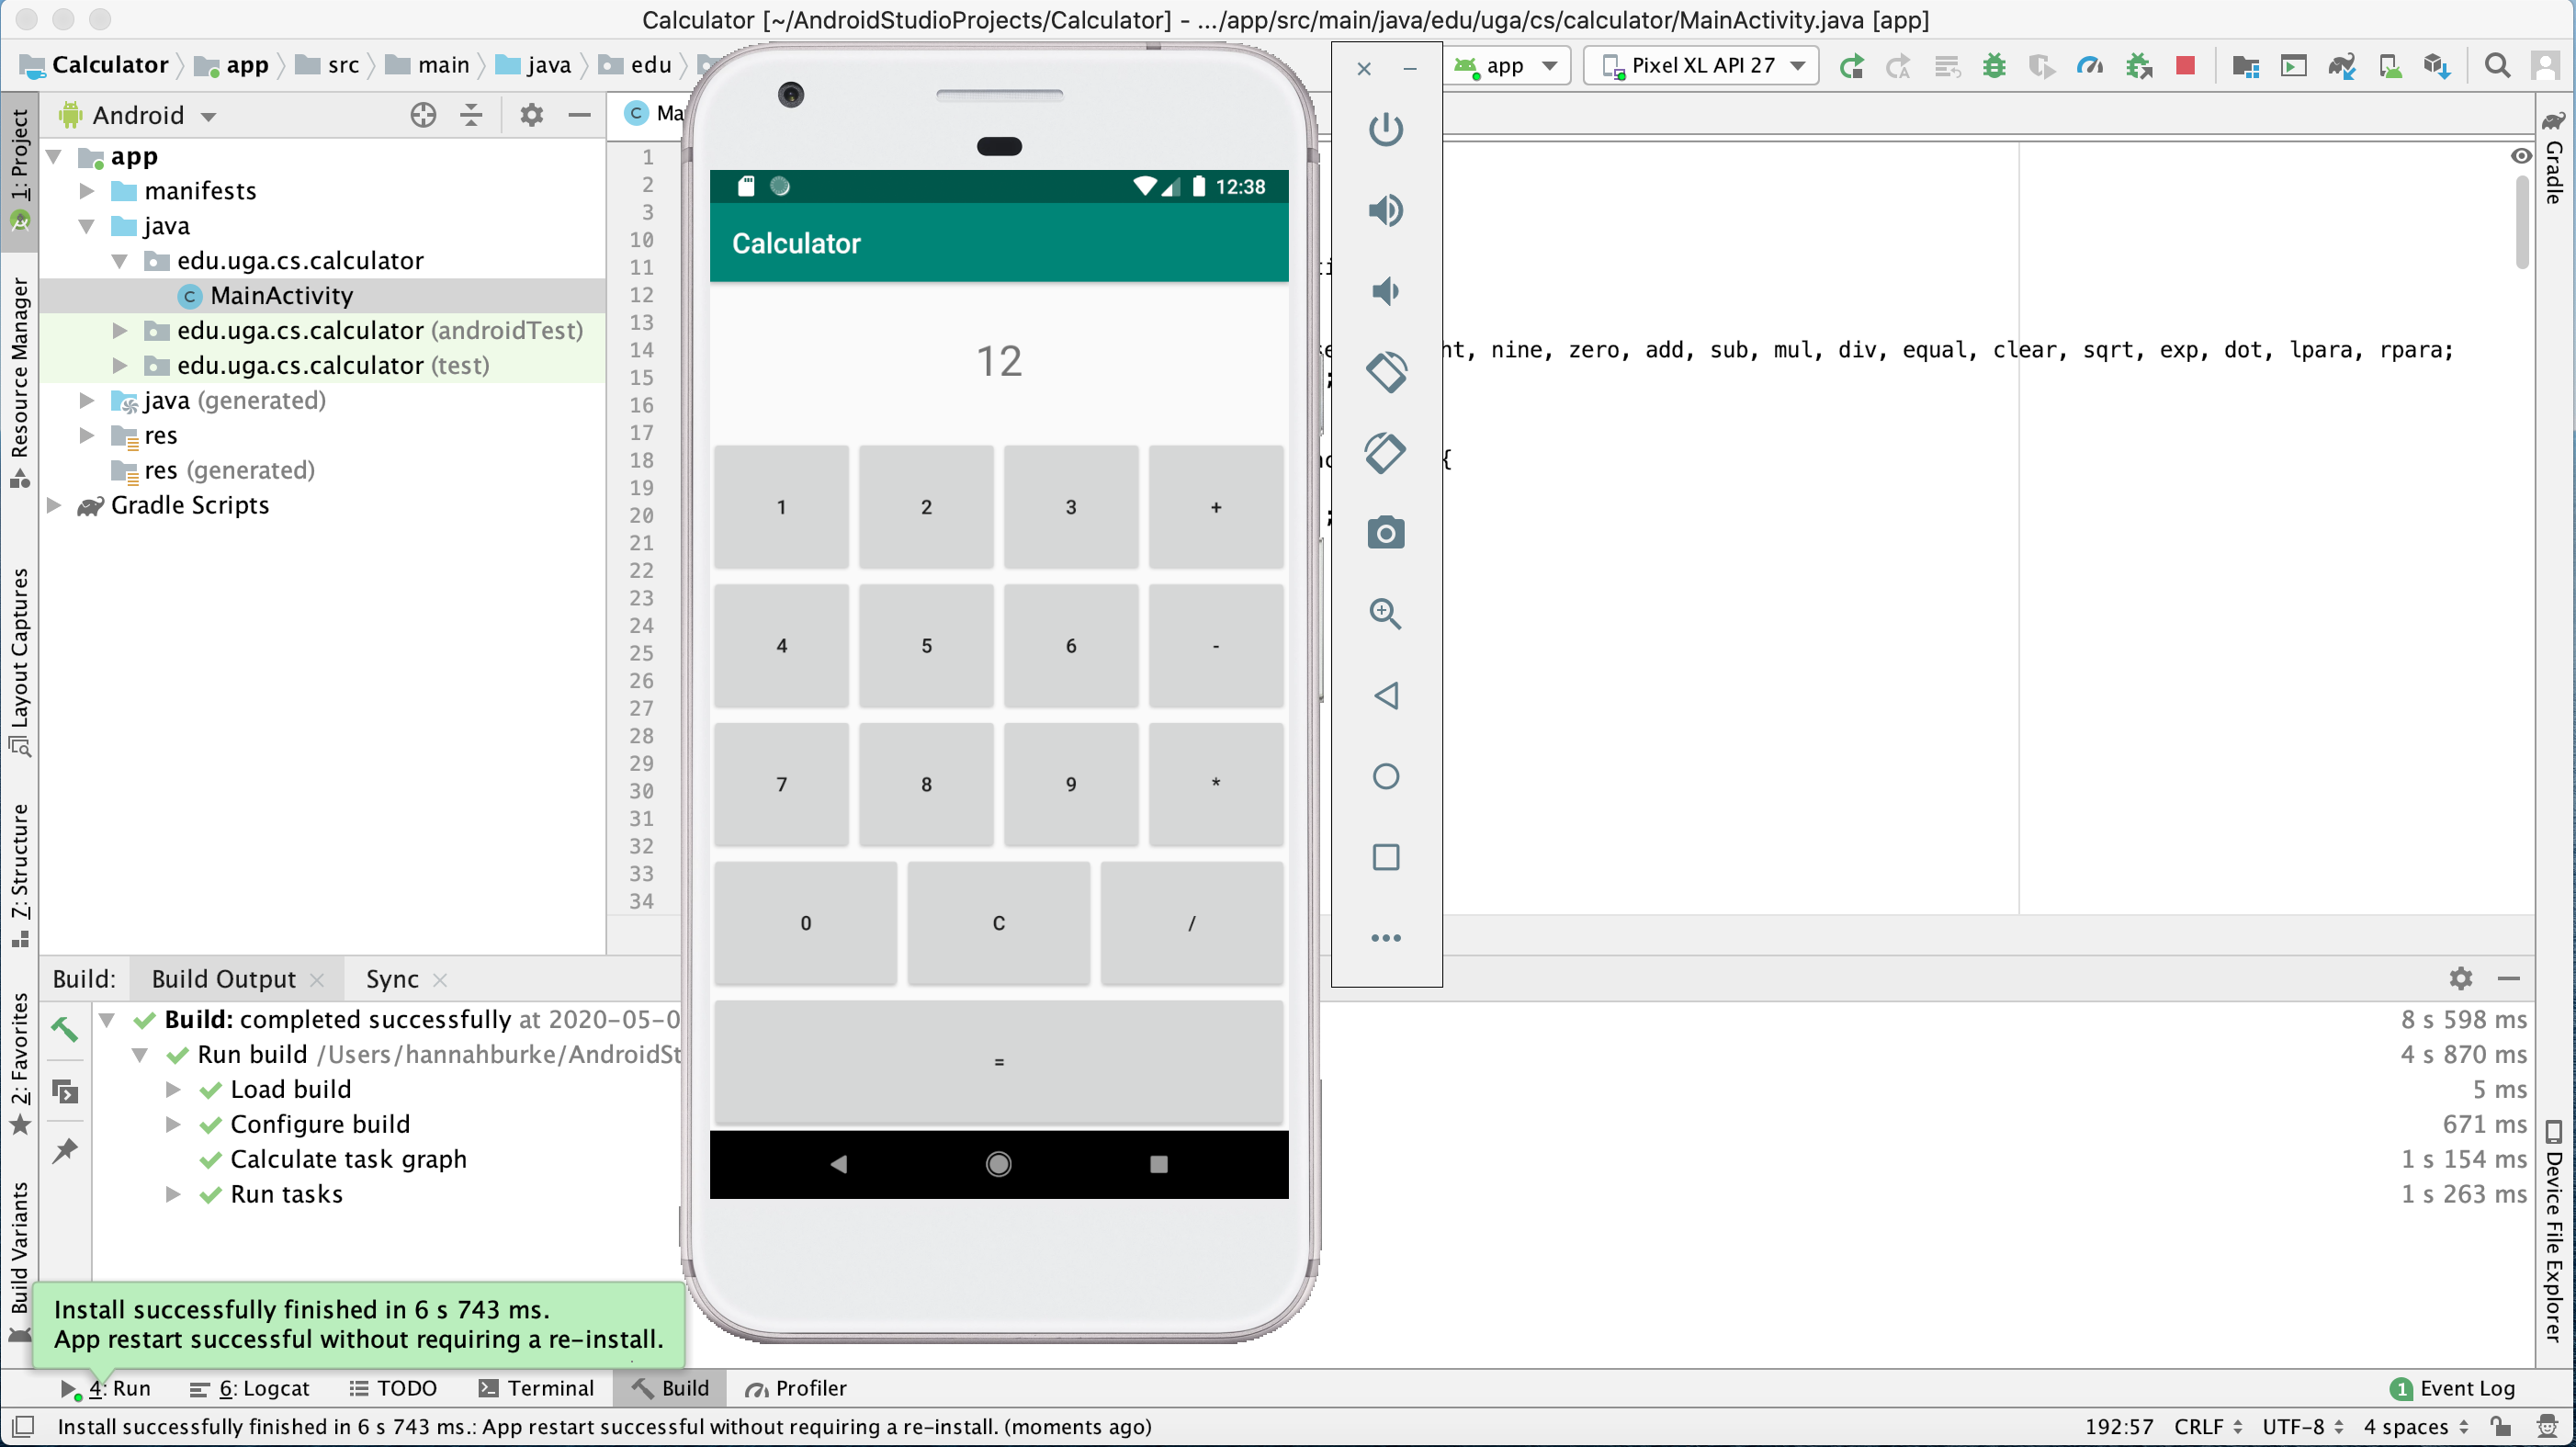 Calculator [~/AndroidStudioProjects/Calculator] - .../app/src/main/java/edu/uga/cs/calculator/MainActivity.java [app]
Calculator app src main java edu
app Pixel XL API 27
1: Project
Resource Manager
Layout Captures
Z: Structure
2: Favorites
Build Variants
Android
app
manifests
java
edu.uga.cs.calculator
MainActivity
edu.uga.cs.calculator (androidTest)
edu.uga.cs.calculator (test)
java (generated)
res
res (generated)
Gradle Scripts
Ma
1
2
3
10
11
12
13
14
15
16
17
18
19
20
21
22
23
24
25
26
27
28
29
30
31
32
33
34
12:38
Calculator
12
1 2 3 +
4 5 6 -
7 8 9 *
0 C /
=
ht, nine, zero, add, sub, mul, div, equal, clear, sqrt, exp, dot, lpara, rpara;
;
{
;
Gradle
Device File Explorer
Build: Build Output Sync
Build: completed successfully at 2020-05-0 8 s 598 ms
Run build /Users/hannahburke/AndroidSt 4 s 870 ms
Load build 5 ms
Configure build 671 ms
Calculate task graph 1 s 154 ms
Run tasks 1 s 263 ms
Install successfully finished in 6 s 743 ms.
App restart successful without requiring a re-install.
4: Run 6: Logcat TODO Terminal Build Profiler 1 Event Log
Install successfully finished in 6 s 743 ms.: App restart successful without requiring a re-install. (moments ago) 192:57 CRLF UTF-8 4 spaces